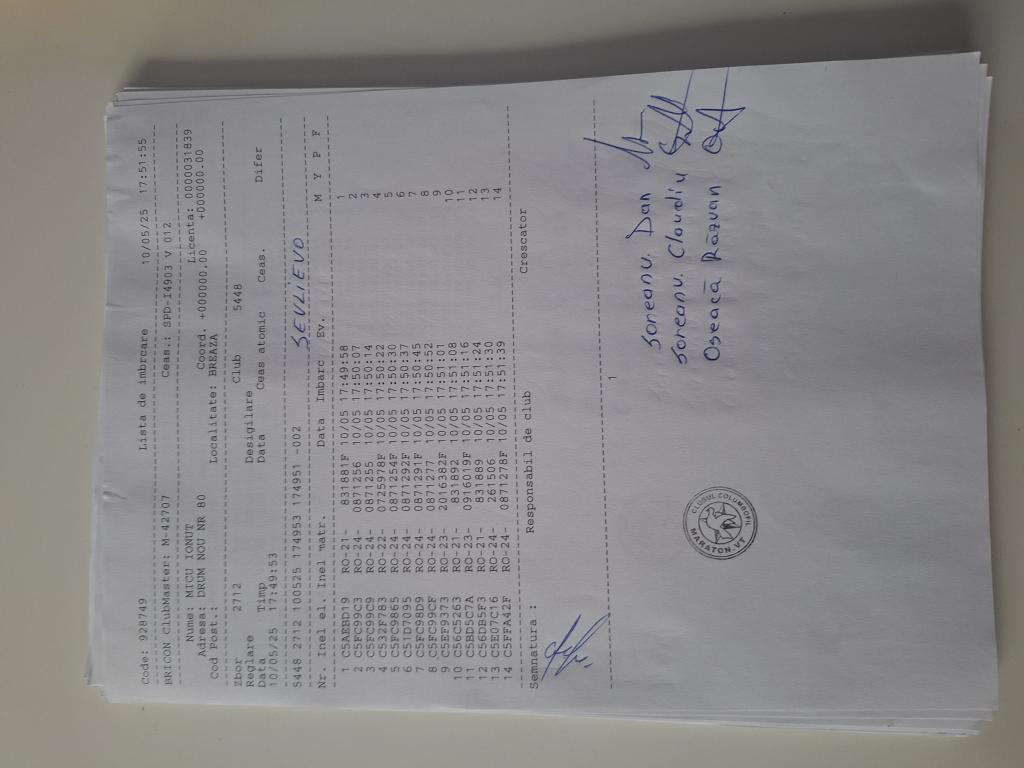 Code: 928749 Lista de imbrcare 10/05/25 17:51:55
BRICON ClubMaster: M-42707 Ceas.: SPD-I4903 V 012
Nume: MICU IONUT Licenta: 0000031839
Adresa: DRUM NOU NR 80 Coord. +000000.00 +000000.00
Cod Post.: Localitate: BREAZA
Zbor 2712 Club 5448
Reglare Desigilare
Data Timp Data Ceas atomic Ceas. Difer
10/05/25 17:49:53
5448 2712 100525 174953 174951 -002 SEVLIEVO
Nr. Inel el. Inel matr. Data Imbarc Ev. M Y P F
1 C5AEBD19 RO-21- 831881F 10/05 17:49:58 1
2 C5FC99C3 RO-24- 0871256 10/05 17:50:07 2
3 C5FC99C9 RO-24- 0871255 10/05 17:50:14 3
4 C532F783 RO-22- 0725978F 10/05 17:50:22 4
5 C5FC9865 RO-24- 0871254F 10/05 17:50:30 5
6 C51D7095 RO-24- 0871292F 10/05 17:50:37 6
7 C5FC98D9 RO-24- 0871291F 10/05 17:50:45 7
8 C5FC99CF RO-24- 0871277 10/05 17:50:52 8
9 C5EF9373 RO-23- 2016382F 10/05 17:51:01 9
10 C56C5263 RO-21- 831892 10/05 17:51:08 10
11 C5BD5C7A RO-23- 0916019F 10/05 17:51:16 11
12 C56DB5F3 RO-21- 831889 10/05 17:51:24 12
13 C5E07C16 RO-24- 261506 10/05 17:51:30 13
14 C5FFA42F RO-24- 0871278F 10/05 17:51:39 14
Semnatura : Responsabil de club Crescator
1
Soreanu Dan
Soreanu Claudiu
Oseacă Răzvan
CLUBUL COLUMBOFIL
MARATON-VT